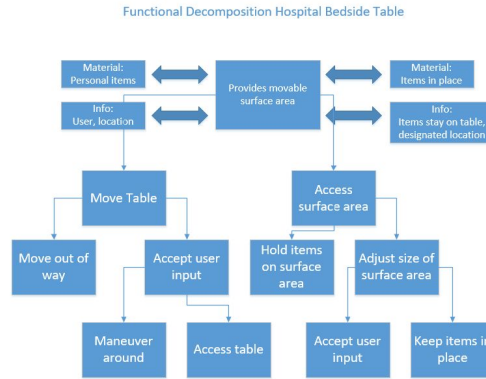 Functional Decomposition Hospital Bedside Table
Material:
Personal items
Provides movable
surface area
Material:
Items in place
Info:
User, location
Info:
Items stay on table,
designated location
Move Table
Access
surface area
Move out of
way
Accept user
input
Hold items
on surface
area
Adjust size of
surface area
Maneuver
around
Access table
Accept user
input
Keep items in
place